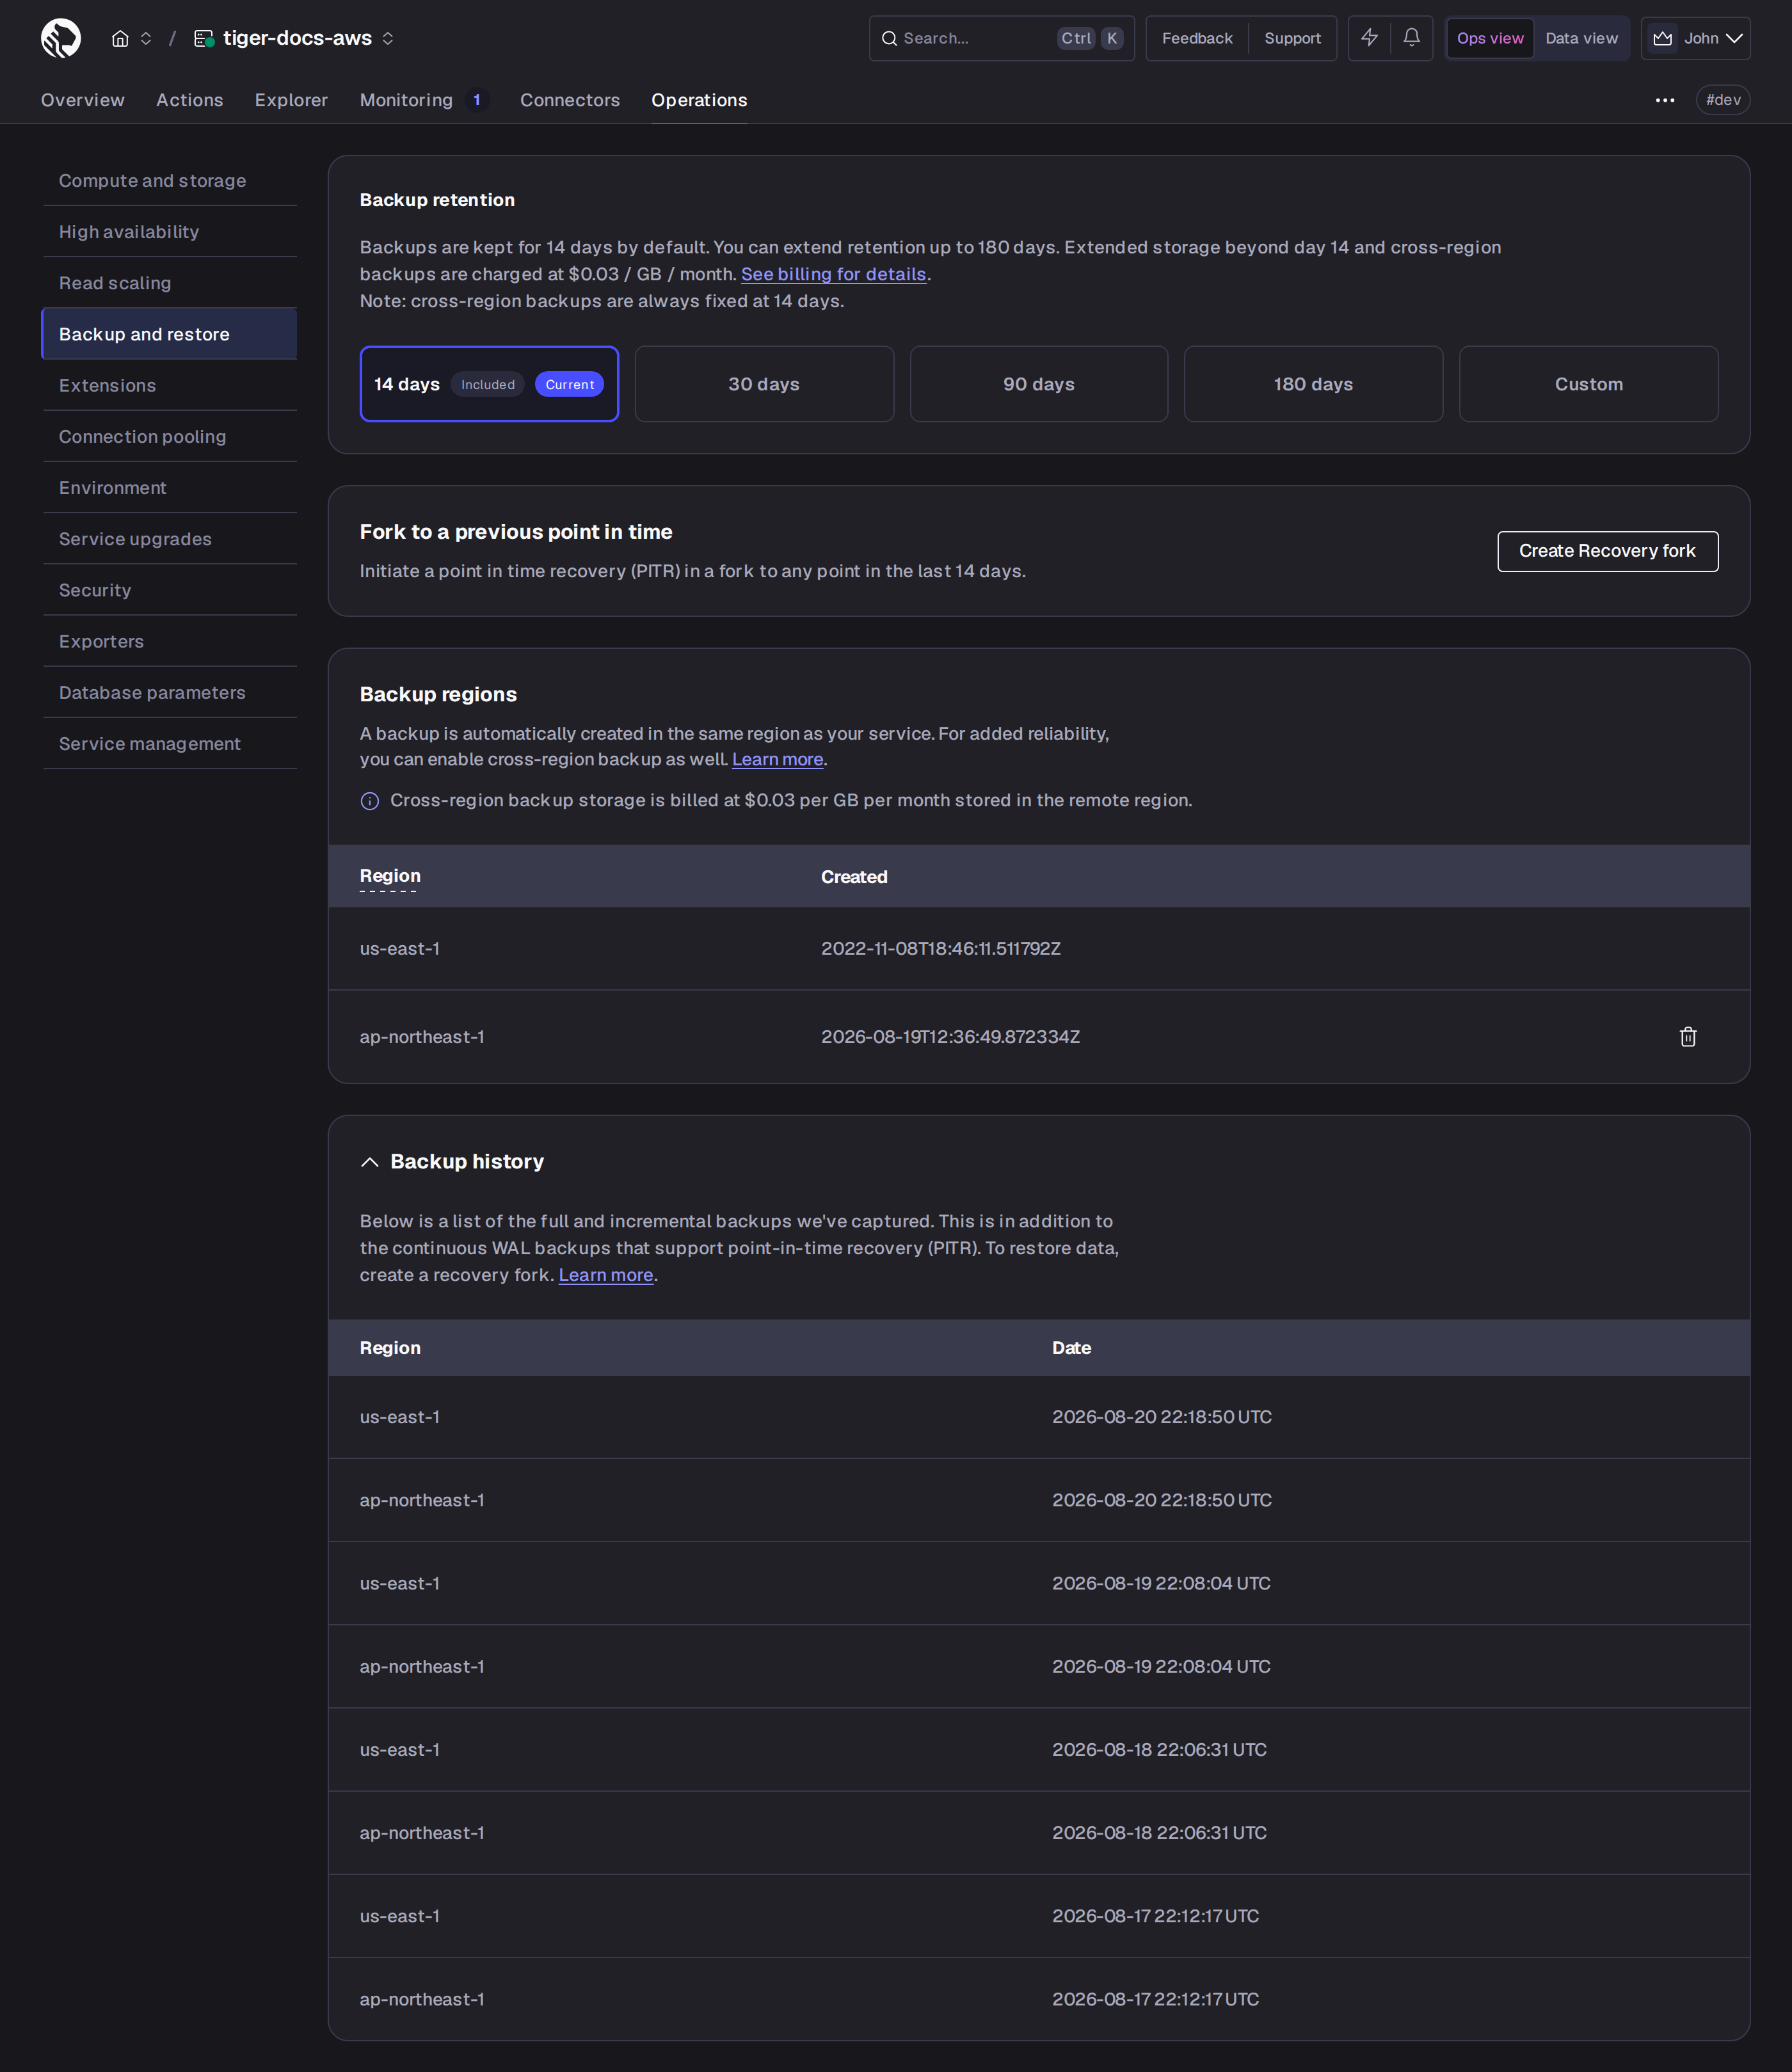 tiger-docs-aws
Search...
Ctrl K
Feedback
Support
Ops view
Data view
John
Overview
Actions
Explorer
Monitoring 1
Connectors
Operations
#dev
Compute and storage
High availability
Read scaling
Backup and restore
Extensions
Connection pooling
Environment
Service upgrades
Security
Exporters
Database parameters
Service management
Backup retention
Backups are kept for 14 days by default. You can extend retention up to 180 days. Extended storage beyond day 14 and cross-region
backups are charged at $0.03 / GB / month. See billing for details.
Note: cross-region backups are always fixed at 14 days.
14 days Included Current
30 days
90 days
180 days
Custom
Fork to a previous point in time
Initiate a point in time recovery (PITR) in a fork to any point in the last 14 days.
Create Recovery fork
Backup regions
A backup is automatically created in the same region as your service. For added reliability,
you can enable cross-region backup as well. Learn more.
Cross-region backup storage is billed at $0.03 per GB per month stored in the remote region.
Region Created
us-east-1 2022-11-08T18:46:11.511792Z
ap-northeast-1 2026-08-19T12:36:49.872334Z
Backup history
Below is a list of the full and incremental backups we've captured. This is in addition to
the continuous WAL backups that support point-in-time recovery (PITR). To restore data,
create a recovery fork. Learn more.
Region Date
us-east-1 2026-08-20 22:18:50 UTC
ap-northeast-1 2026-08-20 22:18:50 UTC
us-east-1 2026-08-19 22:08:04 UTC
ap-northeast-1 2026-08-19 22:08:04 UTC
us-east-1 2026-08-18 22:06:31 UTC
ap-northeast-1 2026-08-18 22:06:31 UTC
us-east-1 2026-08-17 22:12:17 UTC
ap-northeast-1 2026-08-17 22:12:17 UTC